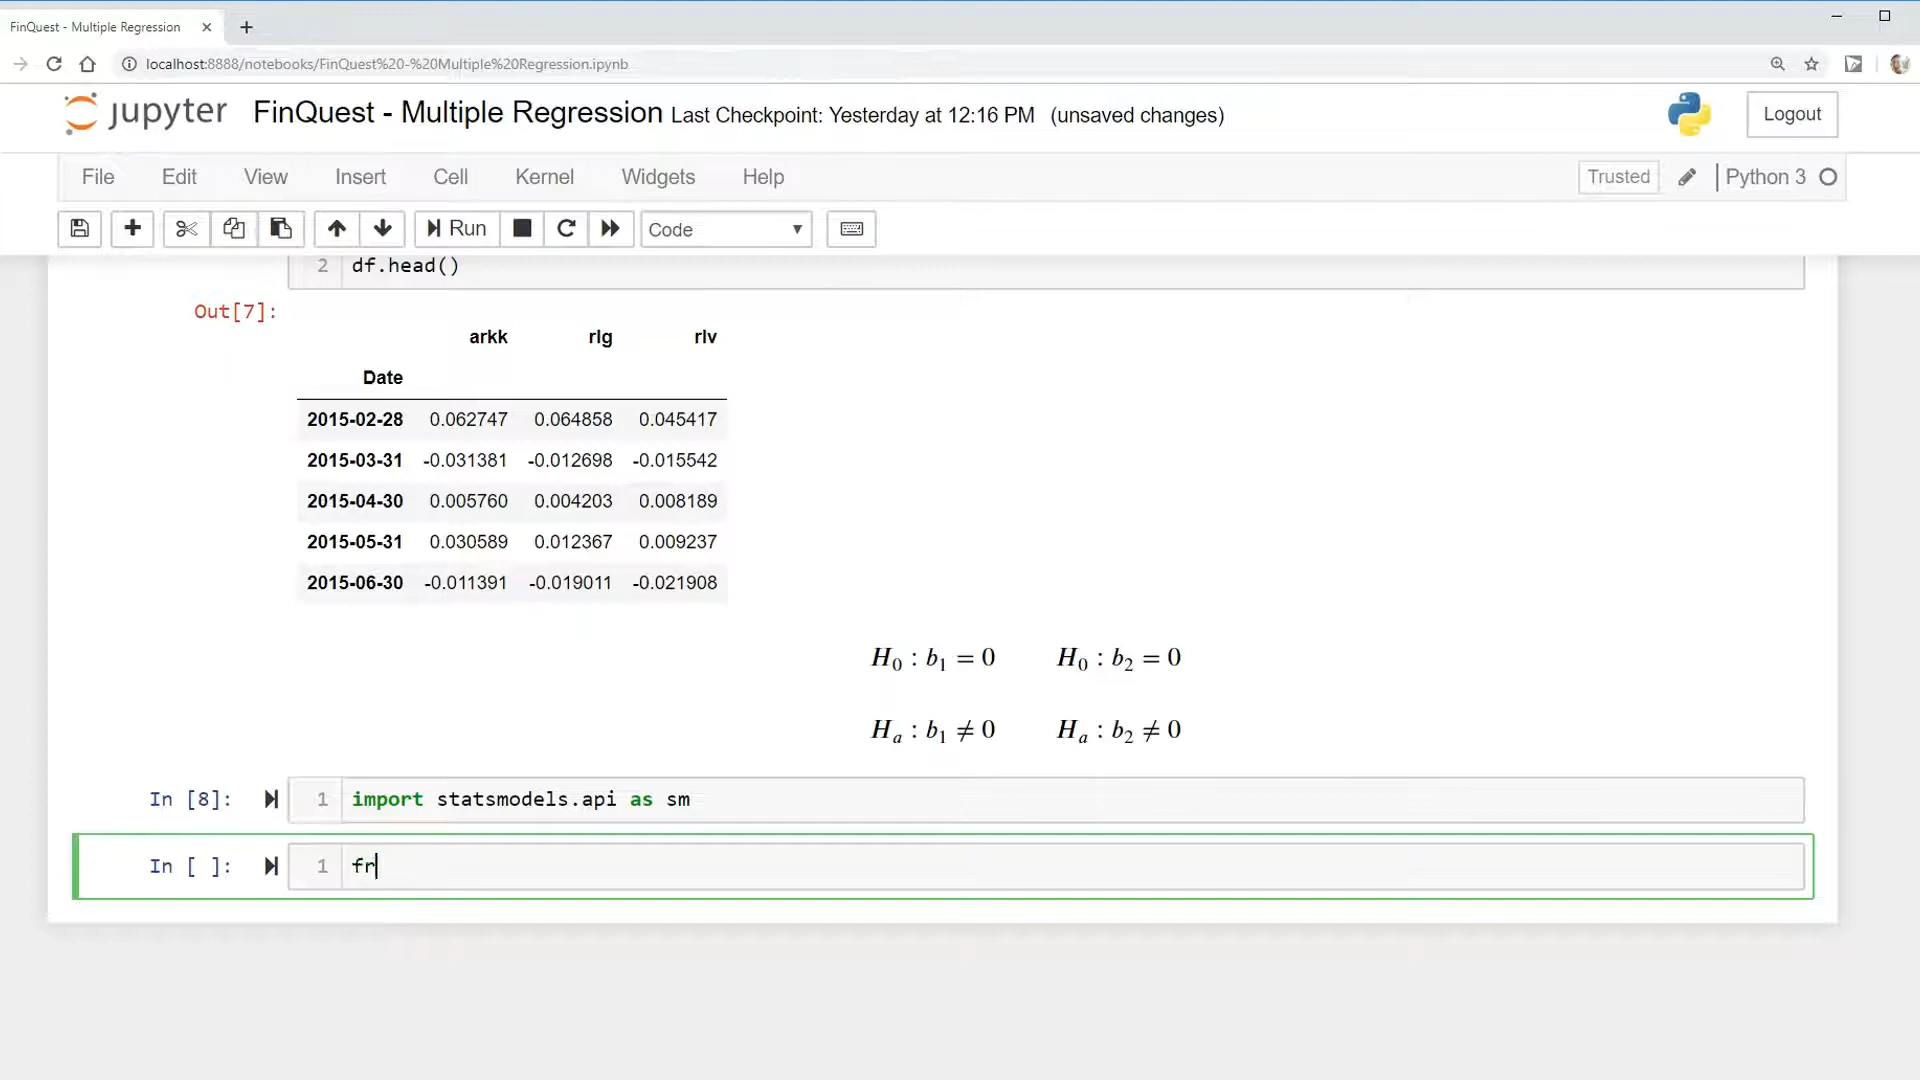 FinQuest - Multiple Regression
localhost:8888/notebooks/FinQuest%20-%20Multiple%20Regression.ipynb
jupyter FinQuest - Multiple Regression Last Checkpoint: Yesterday at 12:16 PM (unsaved changes) Logout
File Edit View Insert Cell Kernel Widgets Help Trusted Python 3
Run Code
2 df.head()
Out[7]:
arkk rlg rlv
Date
2015-02-28 0.062747 0.064858 0.045417
2015-03-31 -0.031381 -0.012698 -0.015542
2015-04-30 0.005760 0.004203 0.008189
2015-05-31 0.030589 0.012367 0.009237
2015-06-30 -0.011391 -0.019011 -0.021908
H₀ : b₁ = 0 H₀ : b₂ = 0
Hₐ : b₁ ≠ 0 Hₐ : b₂ ≠ 0
In [8]: 1 import statsmodels.api as sm
In [ ]: 1 fr